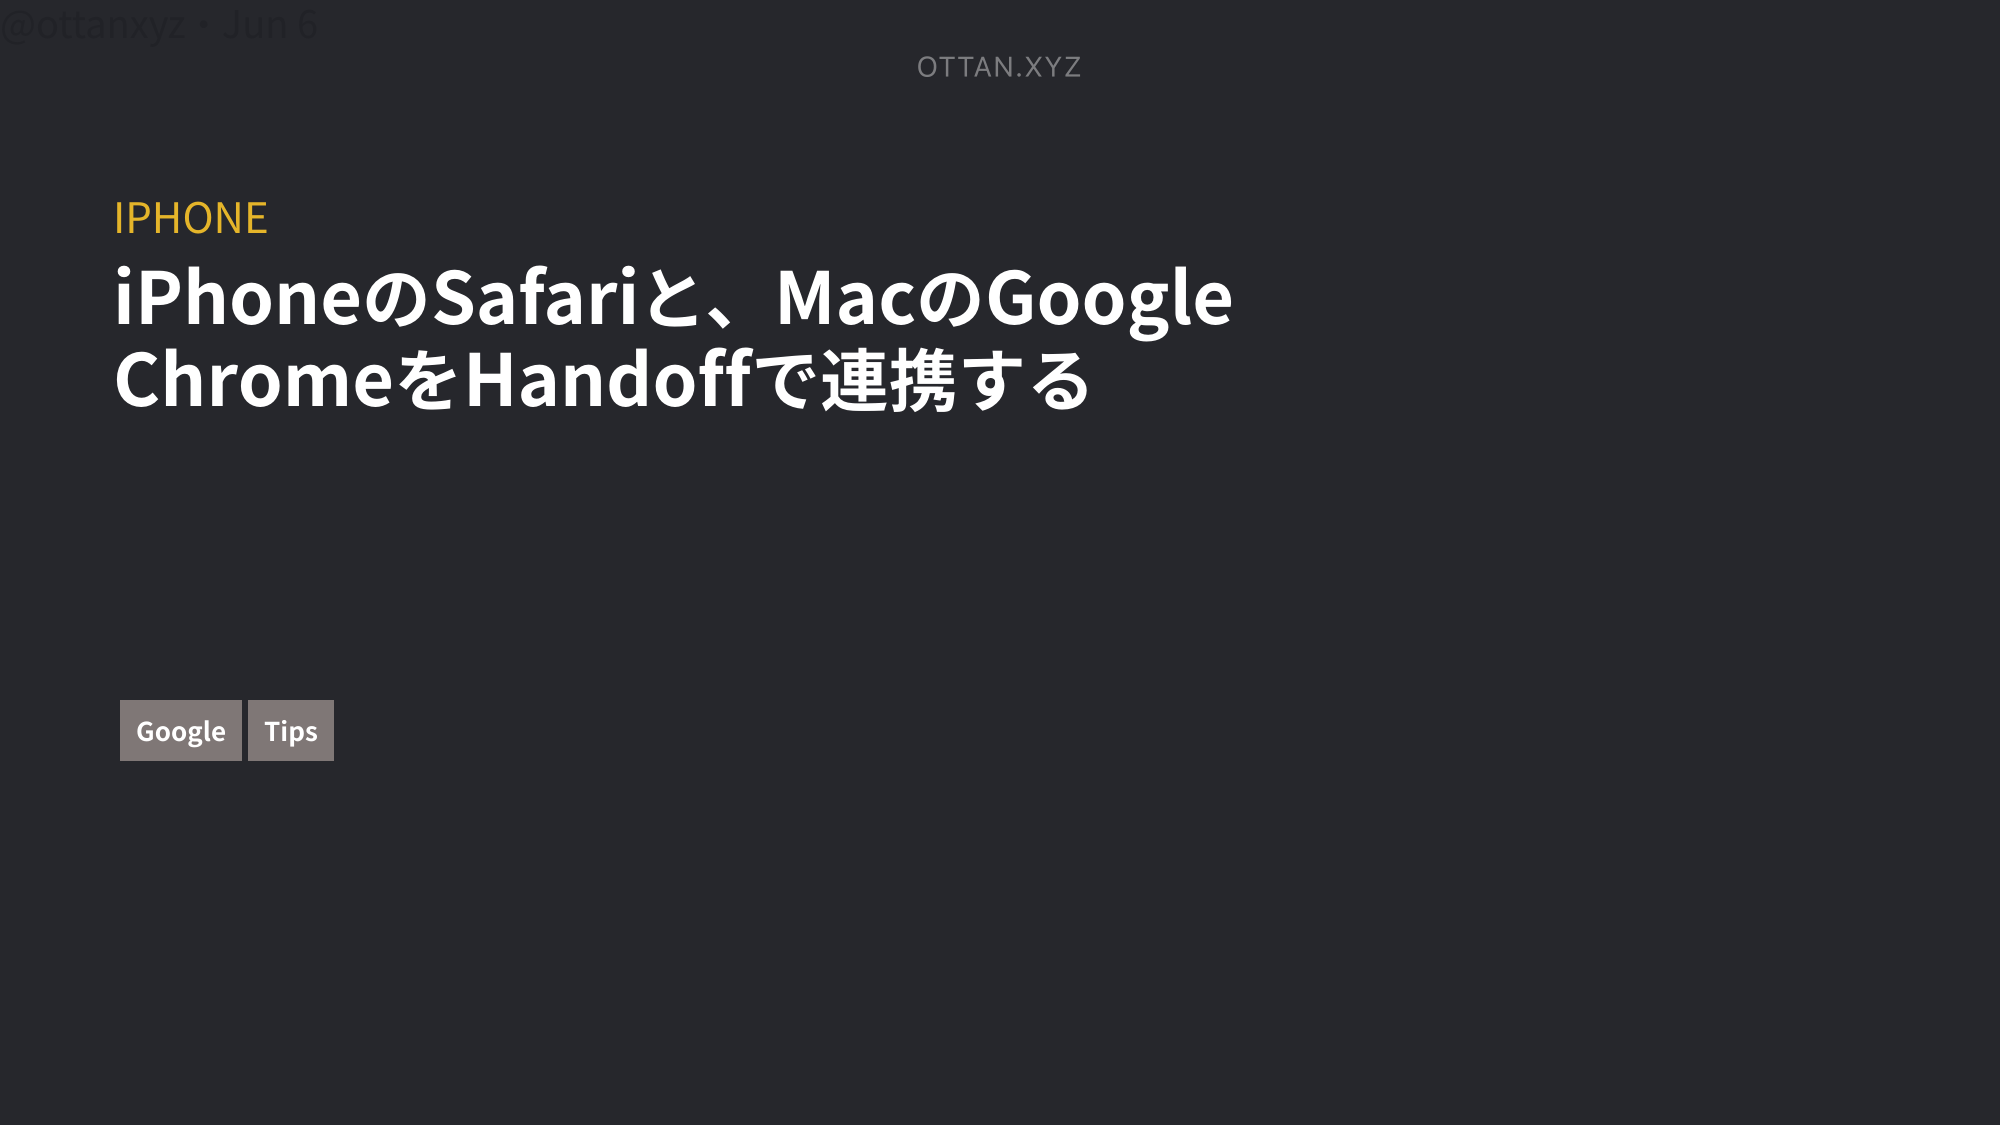 @ottanxyz・Jun 6
OTTAN.XYZ
IPHONE
iPhoneのSafariと、MacのGoogle
ChromeをHandoffで連携する
Google Tips